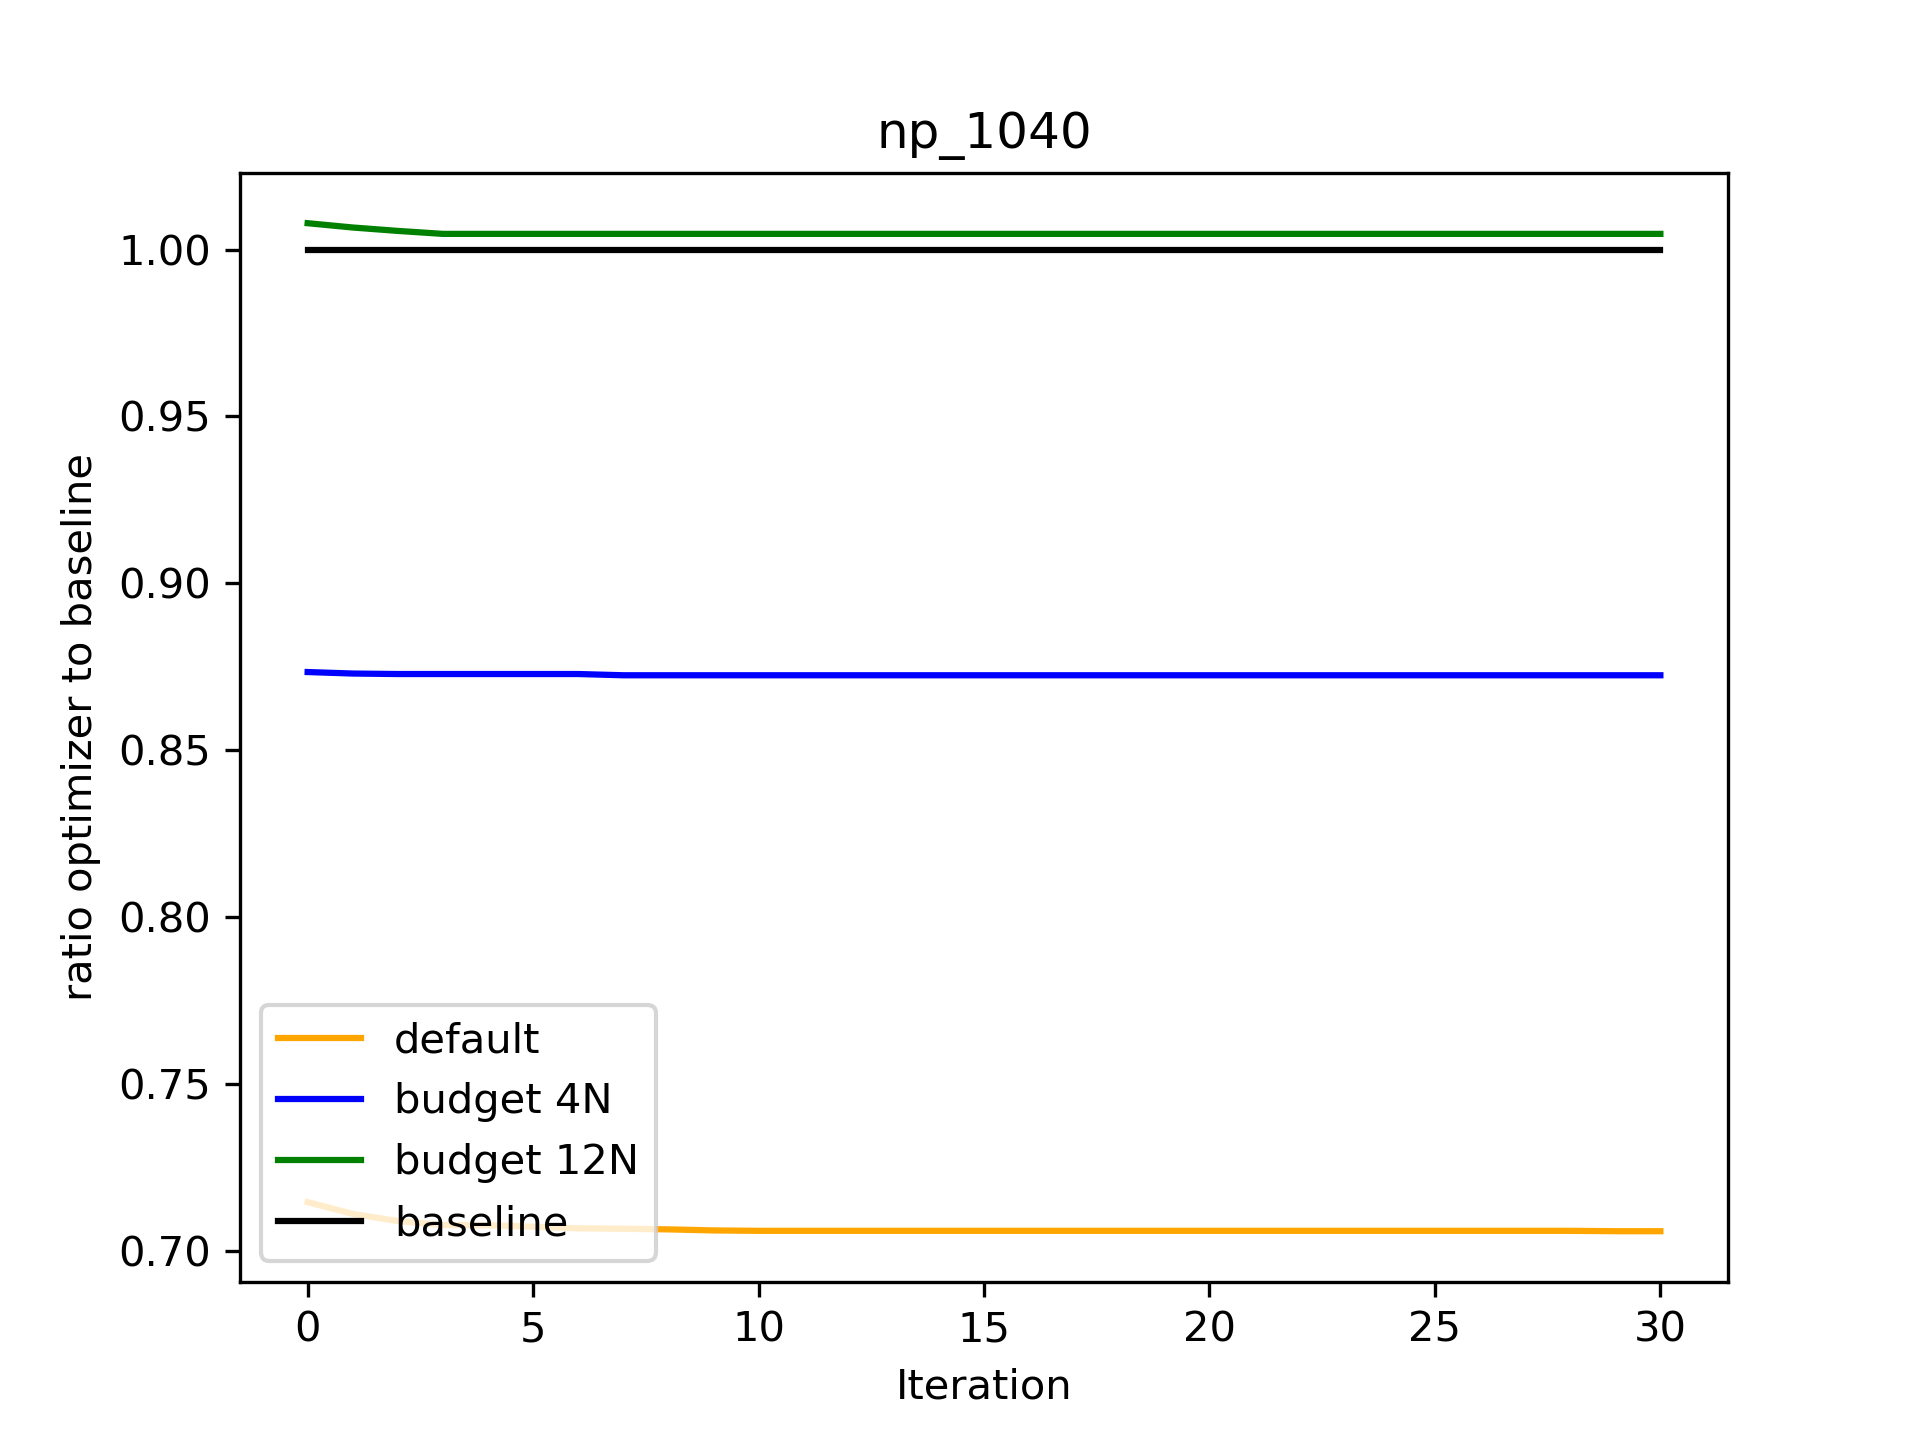 np_1040
ratio optimizer to baseline
1.00
0.95
0.90
0.85
0.80
0.75
0.70
default
budget 4N
budget 12N
baseline
0 5 10 15 20 25 30
Iteration